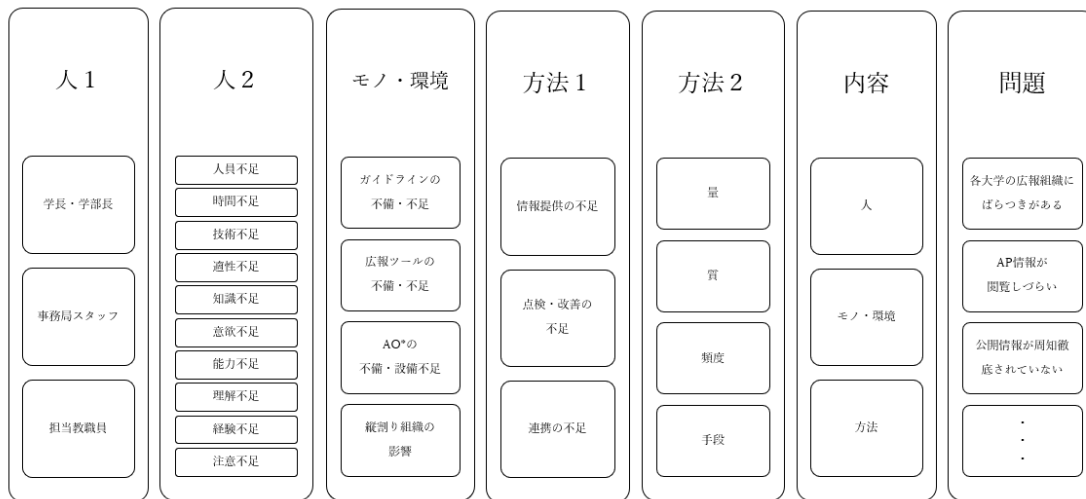 人１
学長・学部長
事務局スタッフ
担当教職員
人２
人員不足
時間不足
技術不足
適性不足
知識不足
意欲不足
能力不足
理解不足
経験不足
注意不足
モノ・環境
ガイドラインの
不備・不足
広報ツールの
不備・不足
AO*の
不備・設備不足
縦割り組織の
影響
方法１
情報提供の不足
点検・改善の
不足
連携の不足
方法２
量
質
頻度
手段
内容
人
モノ・環境
方法
問題
各大学の広報組織に
ばらつきがある
AP情報が
閲覧しづらい
公開情報が周知徹
底されていない
・
・
・